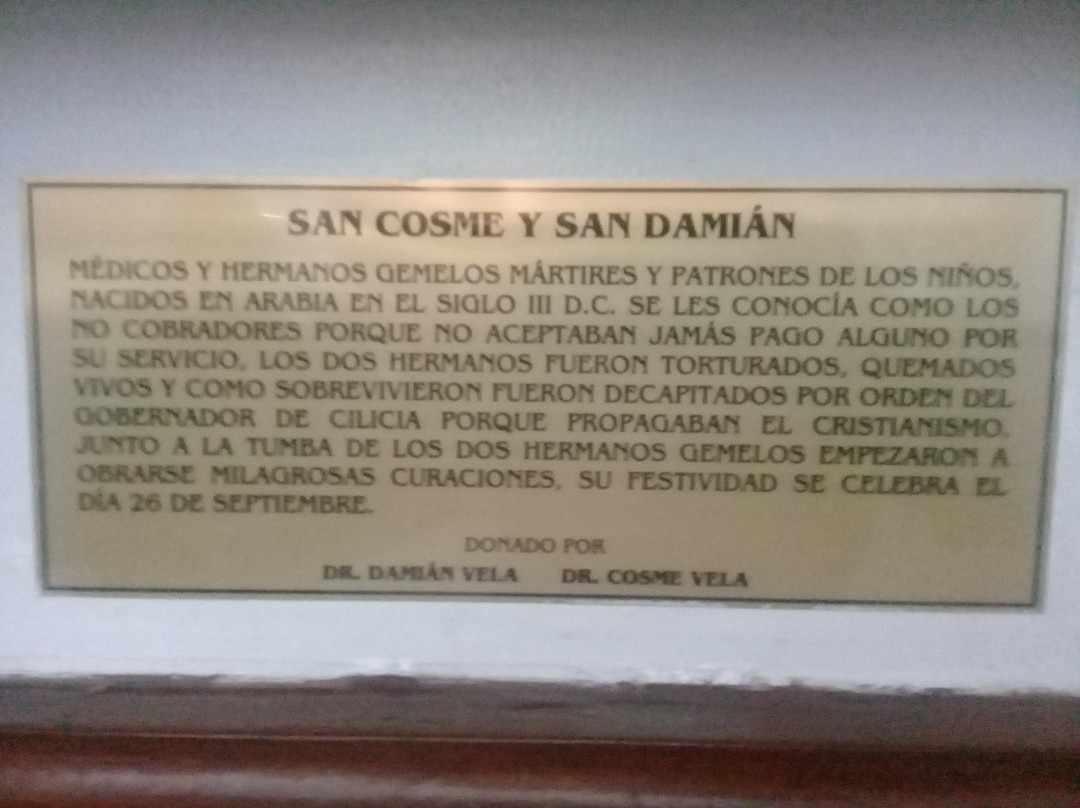 SAN COSME Y SAN DAMIÁN
MÉDICOS Y HERMANOS GEMELOS MÁRTIRES Y PATRONES DE LOS NIÑOS,
NACIDOS EN ARABIA EN EL SIGLO III D.C. SE LES CONOCÍA COMO LOS
NO COBRADORES PORQUE NO ACEPTABAN JAMÁS PAGO ALGUNO POR
SU SERVICIO, LOS DOS HERMANOS FUERON TORTURADOS, QUEMADOS
VIVOS Y COMO SOBREVIVIERON FUERON DECAPITADOS POR ORDEN DEL
GOBERNADOR DE CILICIA PORQUE PROPAGABAN EL CRISTIANISMO.
JUNTO A LA TUMBA DE LOS DOS HERMANOS GEMELOS EMPEZARON A
OBRARSE MILAGROSAS CURACIONES, SU FESTIVIDAD SE CELEBRA EL
DÍA 26 DE SEPTIEMBRE.
DONADO POR
DR. DAMIÁN VELA DR. COSME VELA